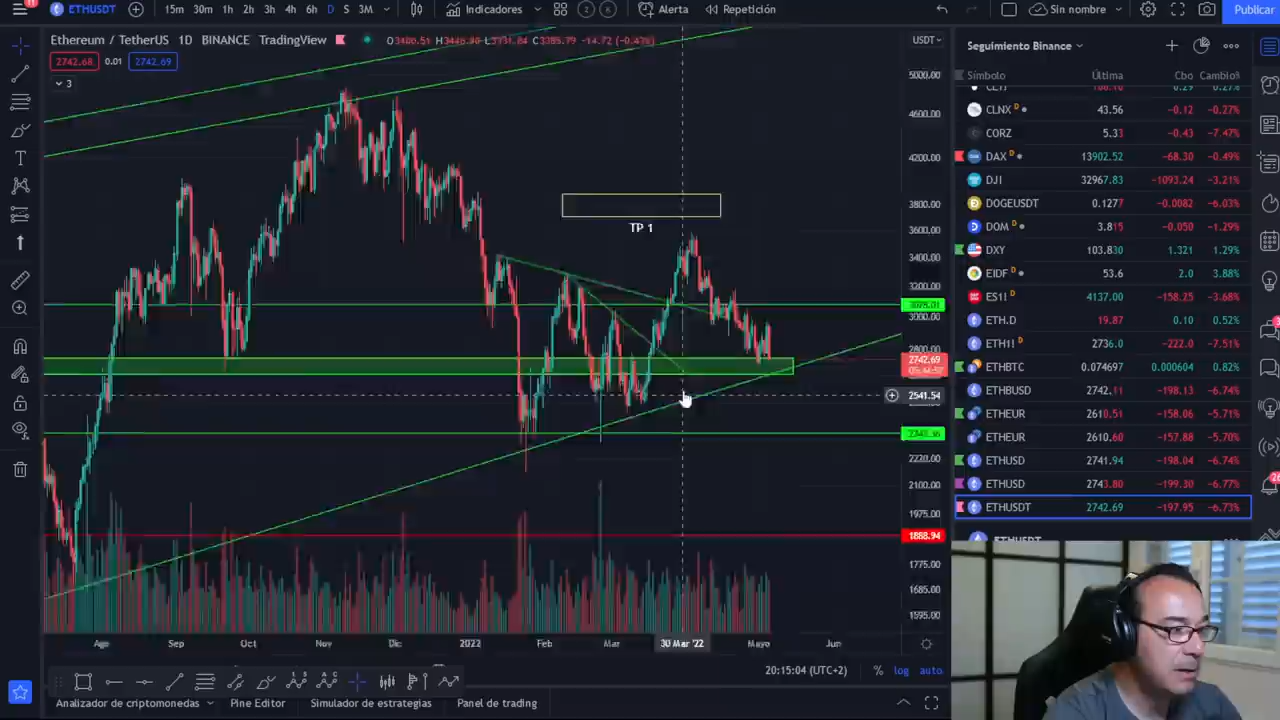 11
ETHUSDT
15m 30m 1h 2h 3h 4h 6h D S 3M
Indicadores
Alerta
Repetición
Sin nombre
Publicar
Ethereum / TetherUS 1D BINANCE TradingView
2742.68 0.01 2742.69
3
USDT
5000.00
4600.00
4200.00
3800.00
3600.00
3400.00
3200.00
3000.00
2800.00
2742.69
2541.54
2220.00
2100.00
1975.00
1888.94
1775.00
1685.00
1595.00
TP 1
Ago Sep Oct Nov Dic 2022 Feb Mar 30 Mar '22 Mayo Jun
20:15:04 (UTC+2) % log auto
Analizador de criptomonedas Pine Editor Simulador de estrategias Panel de trading
Seguimiento Binance
Símbolo Última Cbo Cambio%
CLNX D 43.56 −0.12 −0.27%
CORZ 5.33 −0.43 −7.47%
DAX D 13902.52 −68.30 −0.49%
DJI 32967.83 −1093.24 −3.21%
DOGEUSDT 0.1277 −0.0082 −6.03%
DOM D 3.815 −0.050 −1.29%
DXY 103.830 1.321 1.29%
EIDF D 53.6 2.0 3.88%
ES1! D 4137.00 −158.25 −3.68%
ETH.D 19.87 0.10 0.52%
ETH1! D 2736.0 −222.0 −7.51%
ETHBTC 0.074697 0.000604 0.82%
ETHBUSD 2742.11 −198.13 −6.74%
ETHEUR 2610.51 −158.06 −5.71%
ETHEUR 2610.60 −157.88 −5.70%
ETHUSD 2741.94 −198.04 −6.74%
ETHUSD 2743.80 −199.30 −6.77%
ETHUSDT 2742.69 −197.95 −6.73%
ETHUSDT